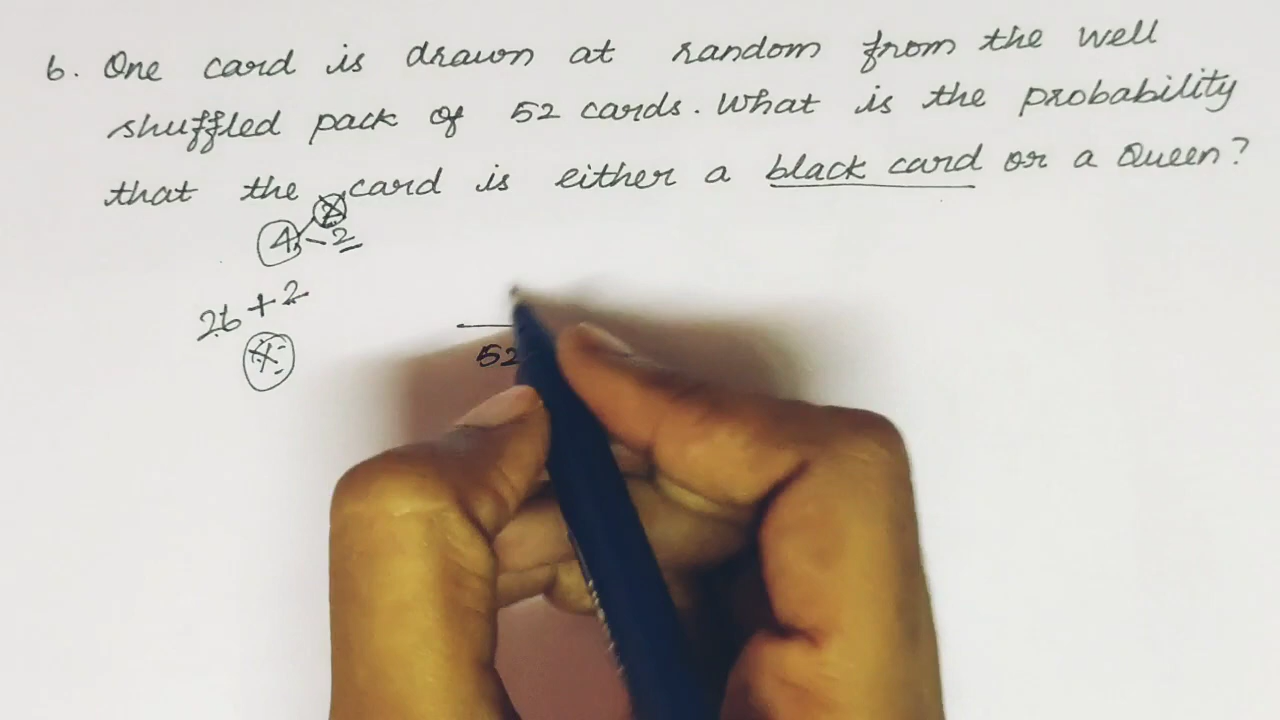 6. One card is drawn at random from the well
shuffled pack of 52 cards. What is the probability
that the card is either a black card or a Queen?
2
4 - 2
26 + 2
52